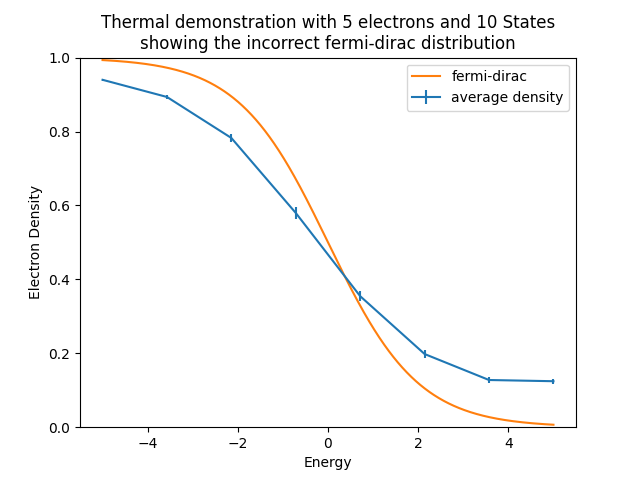 Thermal demonstration with 5 electrons and 10 States
showing the incorrect fermi-dirac distribution
1.0
0.8
0.6
0.4
0.2
0.0
Electron Density
fermi-dirac
average density
−4
−2
0
2
4
Energy